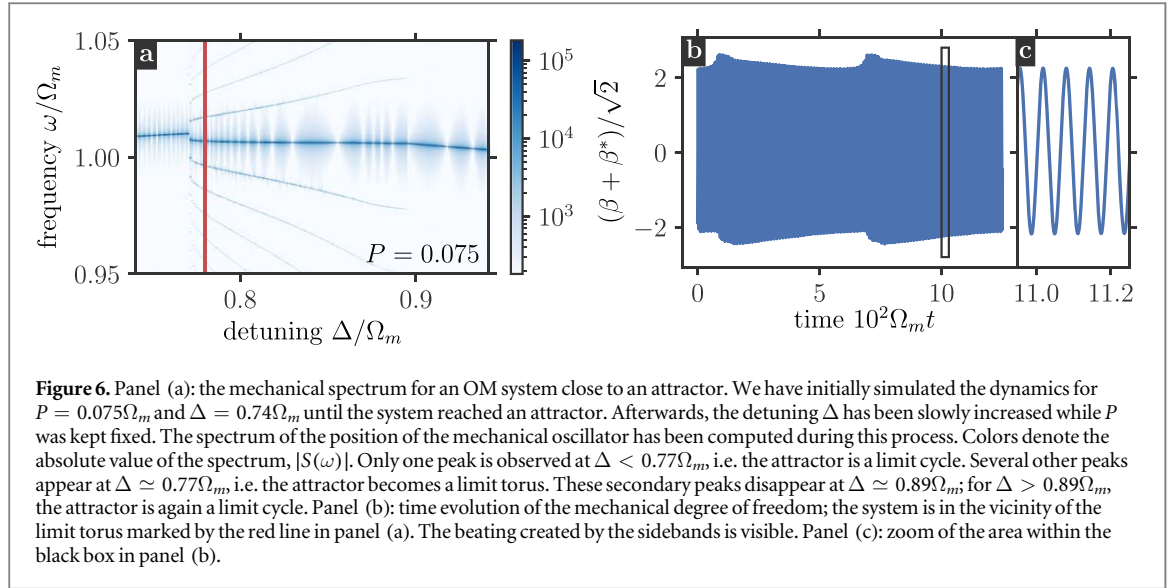 1.05
1.00
0.95
frequency ω/Ωm
a
P = 0.075
0.8
0.9
detuning Δ/Ωm
10^5
10^4
10^3
b
2
0
−2
(β + β*)/√2
0
5
10
c
11.0
11.2
time 10^2Ωmt
Figure 6. Panel (a): the mechanical spectrum for an OM system close to an attractor. We have initially simulated the dynamics for
P = 0.075Ωm and Δ = 0.74Ωm until the system reached an attractor. Afterwards, the detuning Δ has been slowly increased while P
was kept fixed. The spectrum of the position of the mechanical oscillator has been computed during this process. Colors denote the
absolute value of the spectrum, |S(ω)|. Only one peak is observed at Δ < 0.77Ωm, i.e. the attractor is a limit cycle. Several other peaks
appear at Δ ≃ 0.77Ωm, i.e. the attractor becomes a limit torus. These secondary peaks disappear at Δ ≃ 0.89Ωm; for Δ > 0.89Ωm,
the attractor is again a limit cycle. Panel (b): time evolution of the mechanical degree of freedom; the system is in the vicinity of the
limit torus marked by the red line in panel (a). The beating created by the sidebands is visible. Panel (c): zoom of the area within the
black box in panel (b).